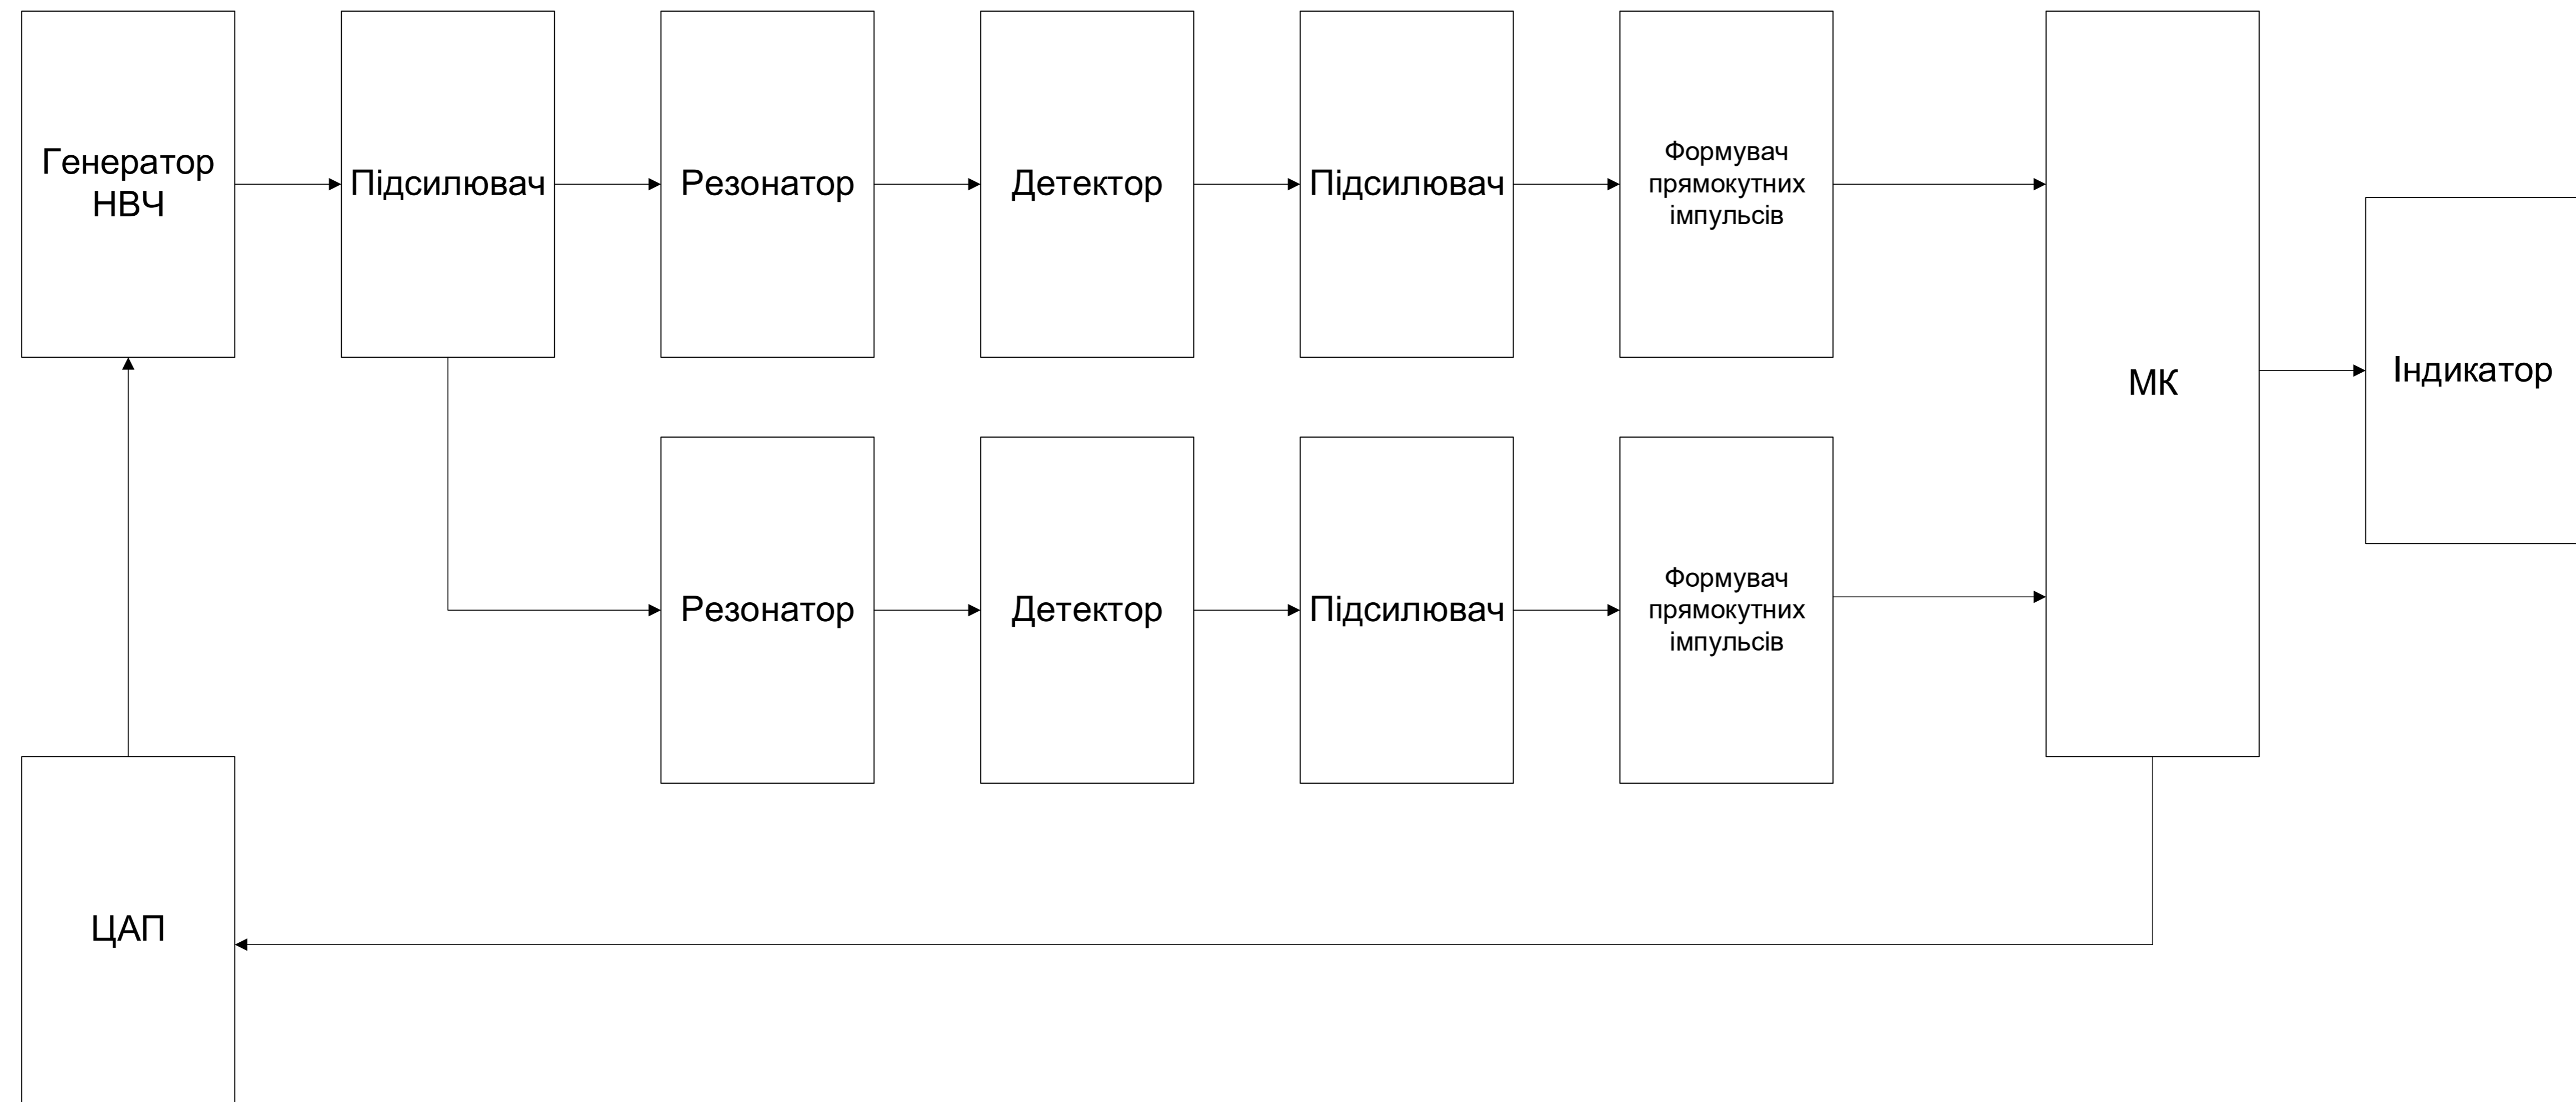 Генератор
НВЧ
Підсилювач
Резонатор
Детектор
Підсилювач
Формувач
прямокутних
імпульсів
МК
Індикатор
Резонатор
Детектор
Підсилювач
Формувач
прямокутних
імпульсів
ЦАП